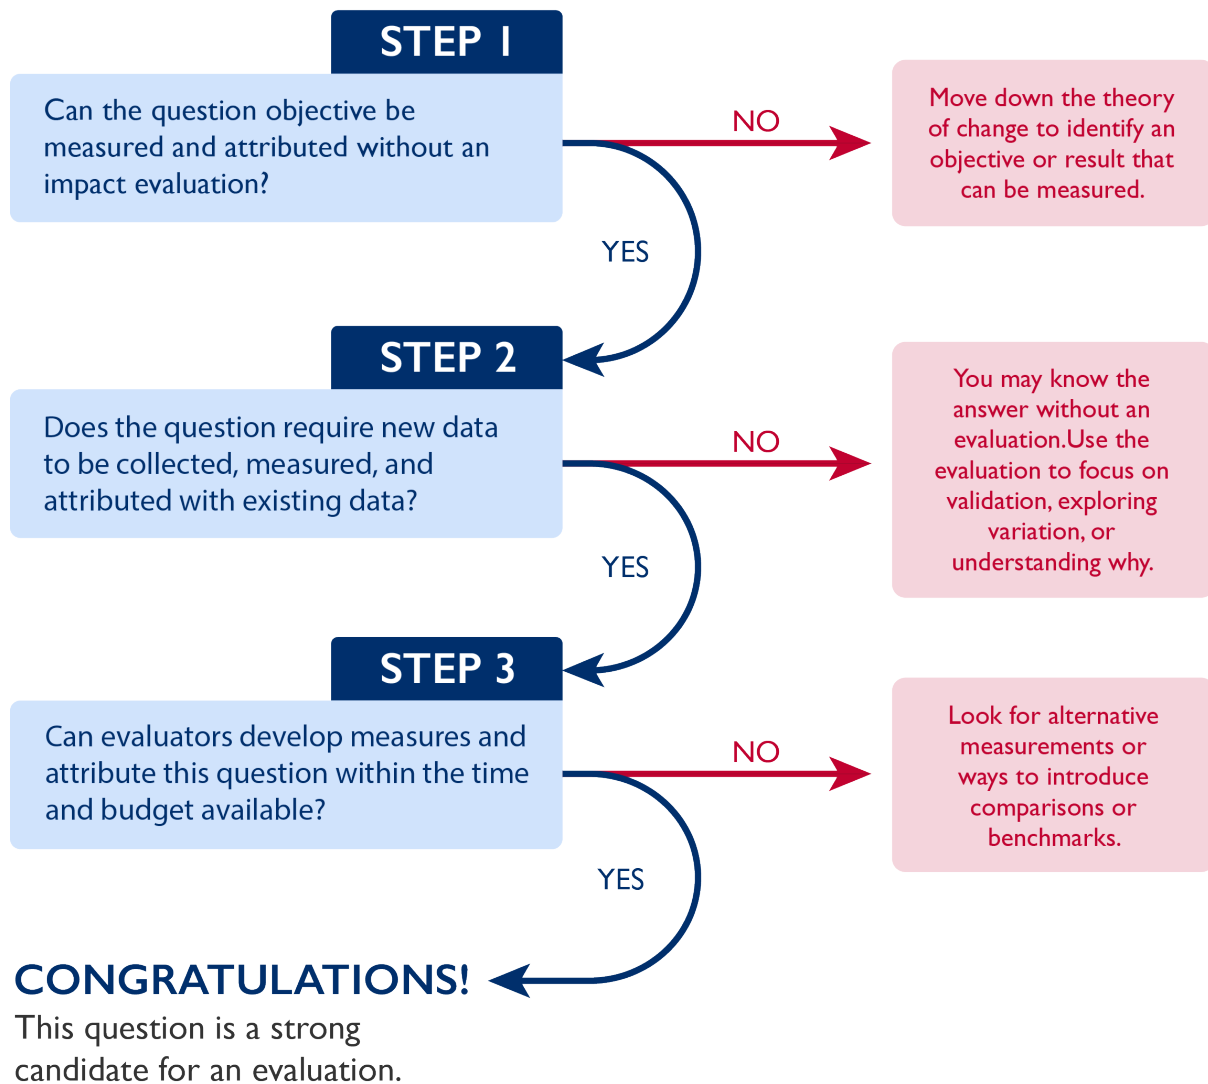 STEP 1
Can the question objective be
measured and attributed without an
impact evaluation?
NO
Move down the theory
of change to identify an
objective or result that
can be measured.
YES
STEP 2
Does the question require new data
to be collected, measured, and
attributed with existing data?
NO
You may know the
answer without an
evaluation.Use the
evaluation to focus on
validation, exploring
variation, or
understanding why.
YES
STEP 3
Can evaluators develop measures and
attribute this question within the time
and budget available?
NO
Look for alternative
measurements or
ways to introduce
comparisons or
benchmarks.
YES
CONGRATULATIONS!
This question is a strong
candidate for an evaluation.